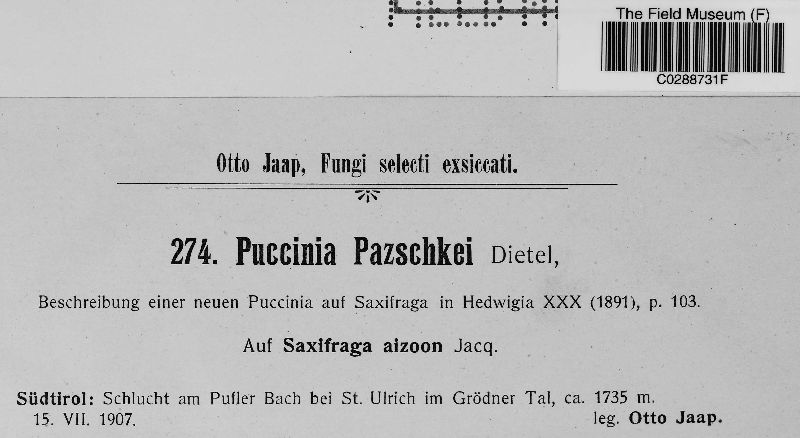 The Field Museum (F)
C0288731F
Otto Jaap, Fungi selecti exsiccati.
274. Puccinia Pazschkei Dietel,
Beschreibung einer neuen Puccinia auf Saxifraga in Hedwigia XXX (1891), p. 103.
Auf Saxifraga aizoon Jacq.
Südtirol: Schlucht am Pufler Bach bei St. Ulrich im Grödner Tal, ca. 1735 m.
15. VII. 1907. leg. Otto Jaap.